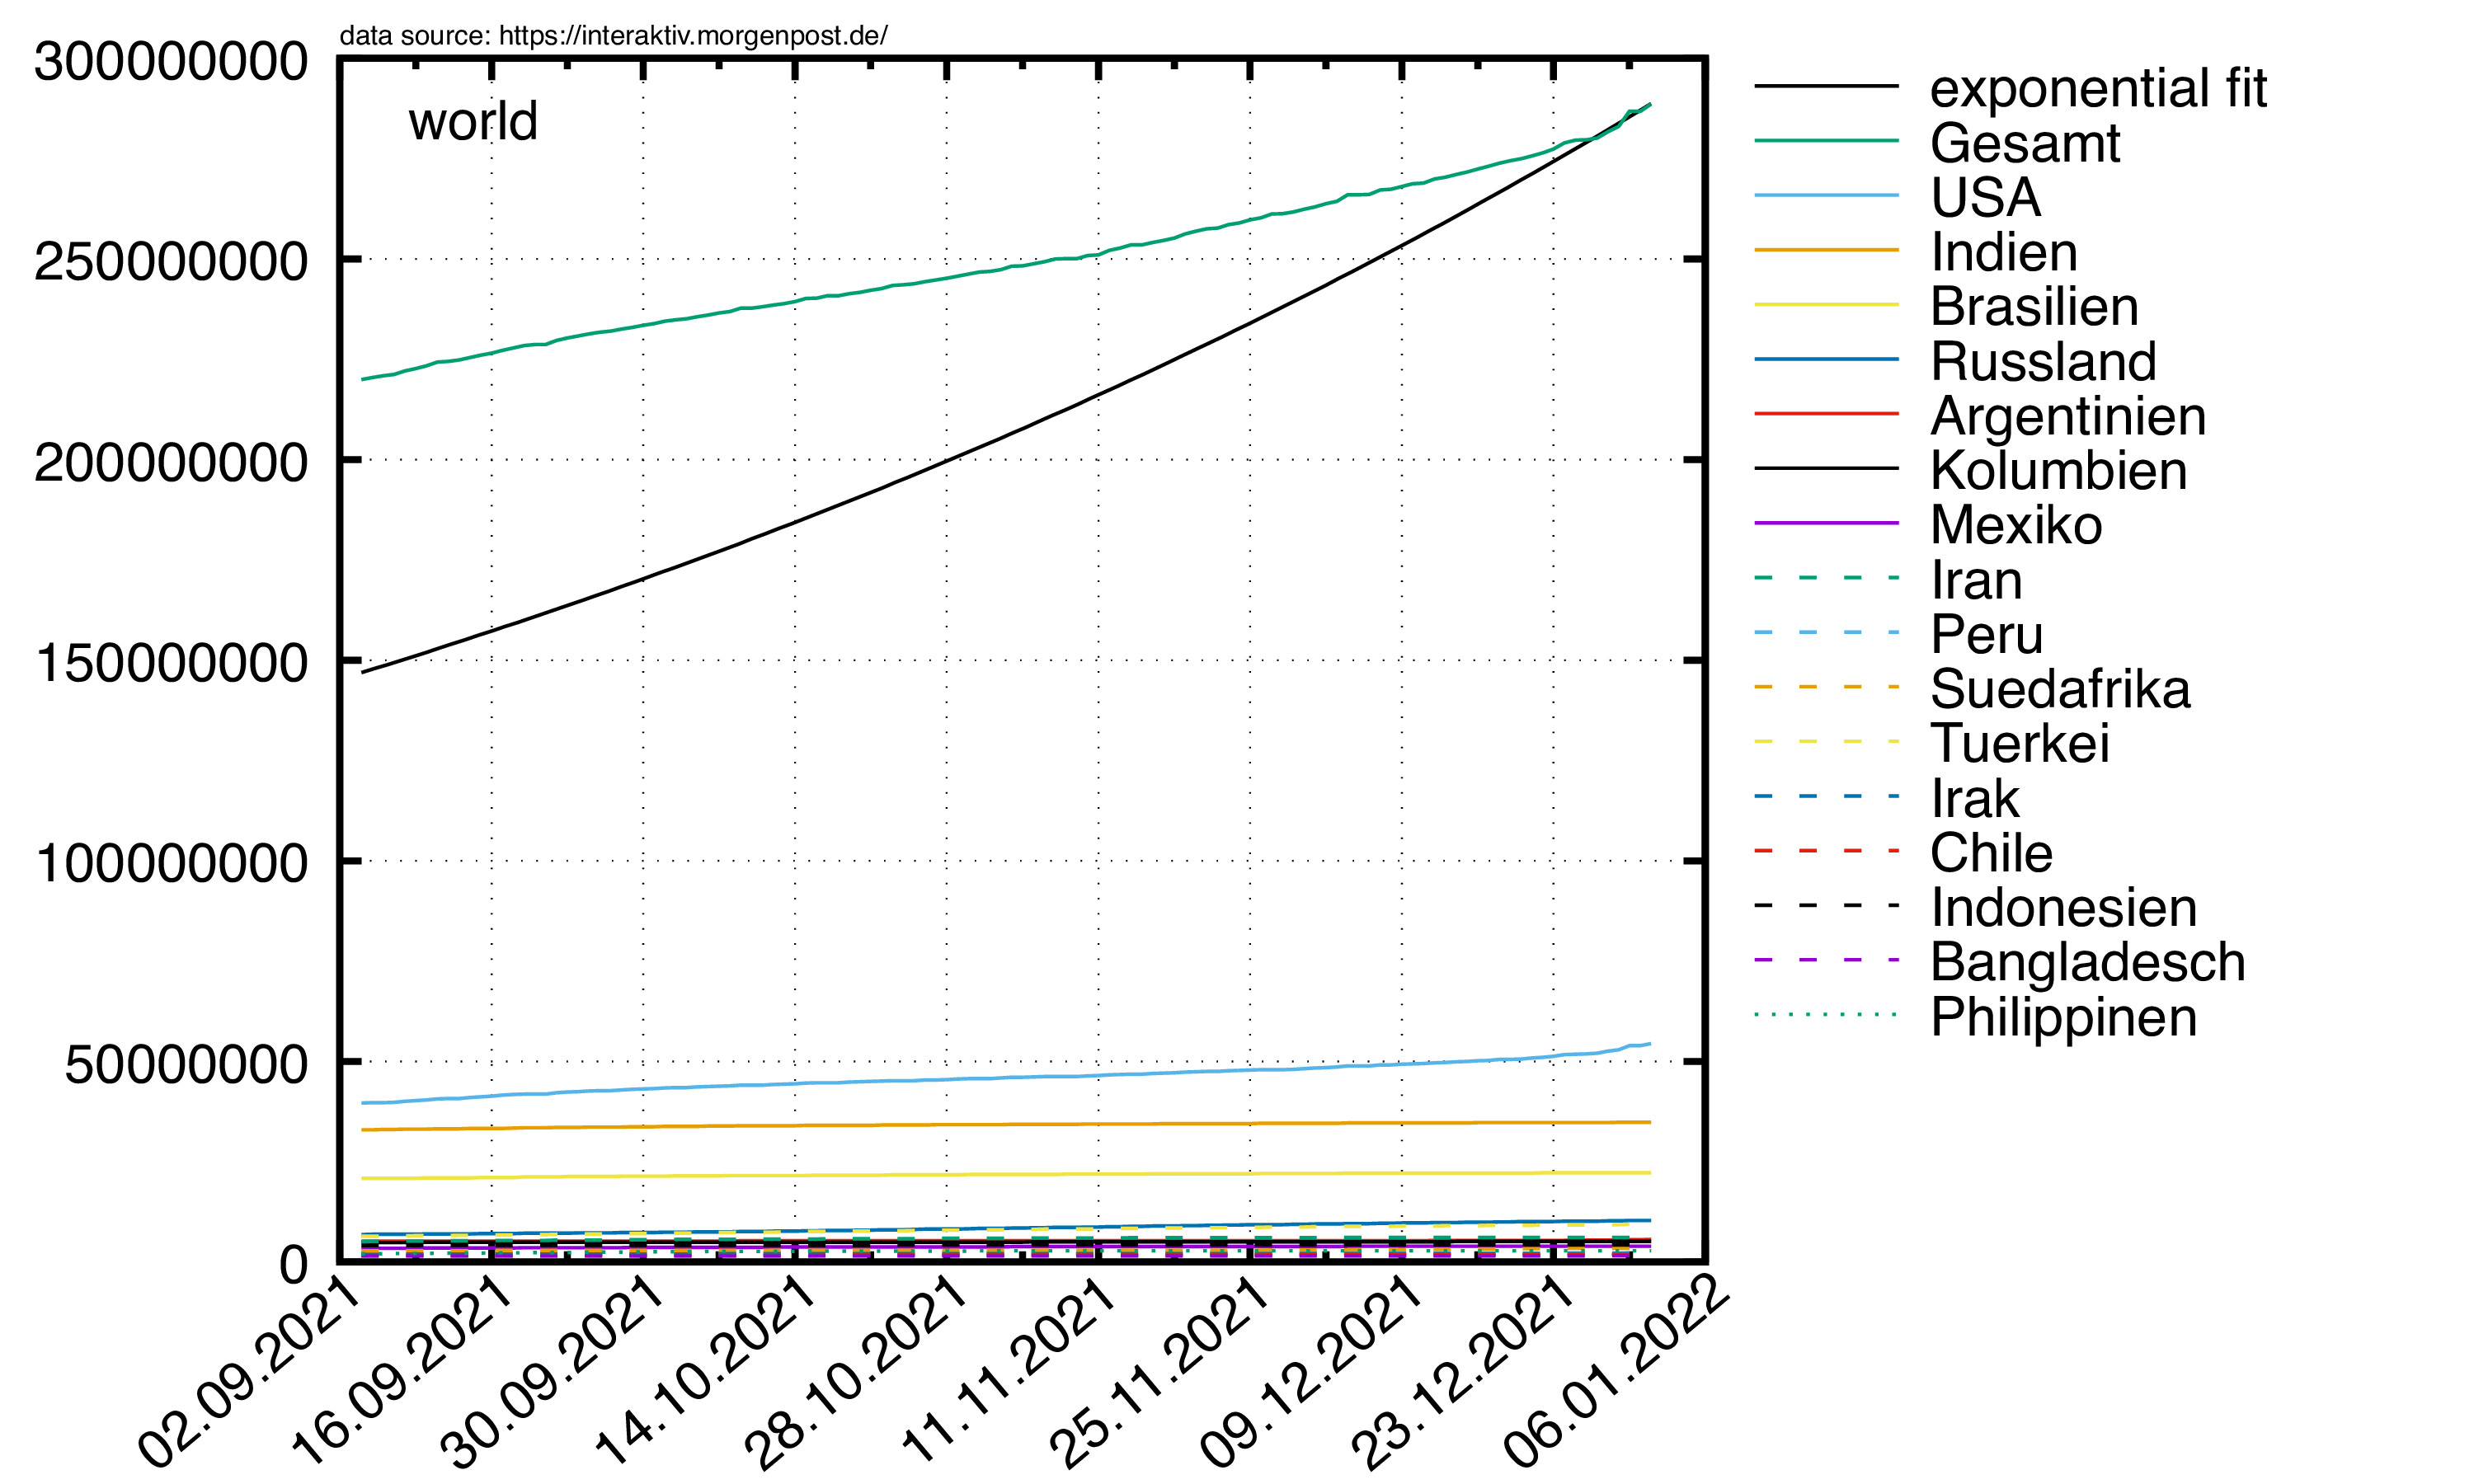 data source: https://interaktiv.morgenpost.de/
300000000
250000000
200000000
150000000
100000000
50000000
0
world
02.09.2021
16.09.2021
30.09.2021
14.10.2021
28.10.2021
11.11.2021
25.11.2021
09.12.2021
23.12.2021
06.01.2022
exponential fit
Gesamt
USA
Indien
Brasilien
Russland
Argentinien
Kolumbien
Mexiko
Iran
Peru
Suedafrika
Tuerkei
Irak
Chile
Indonesien
Bangladesch
Philippinen